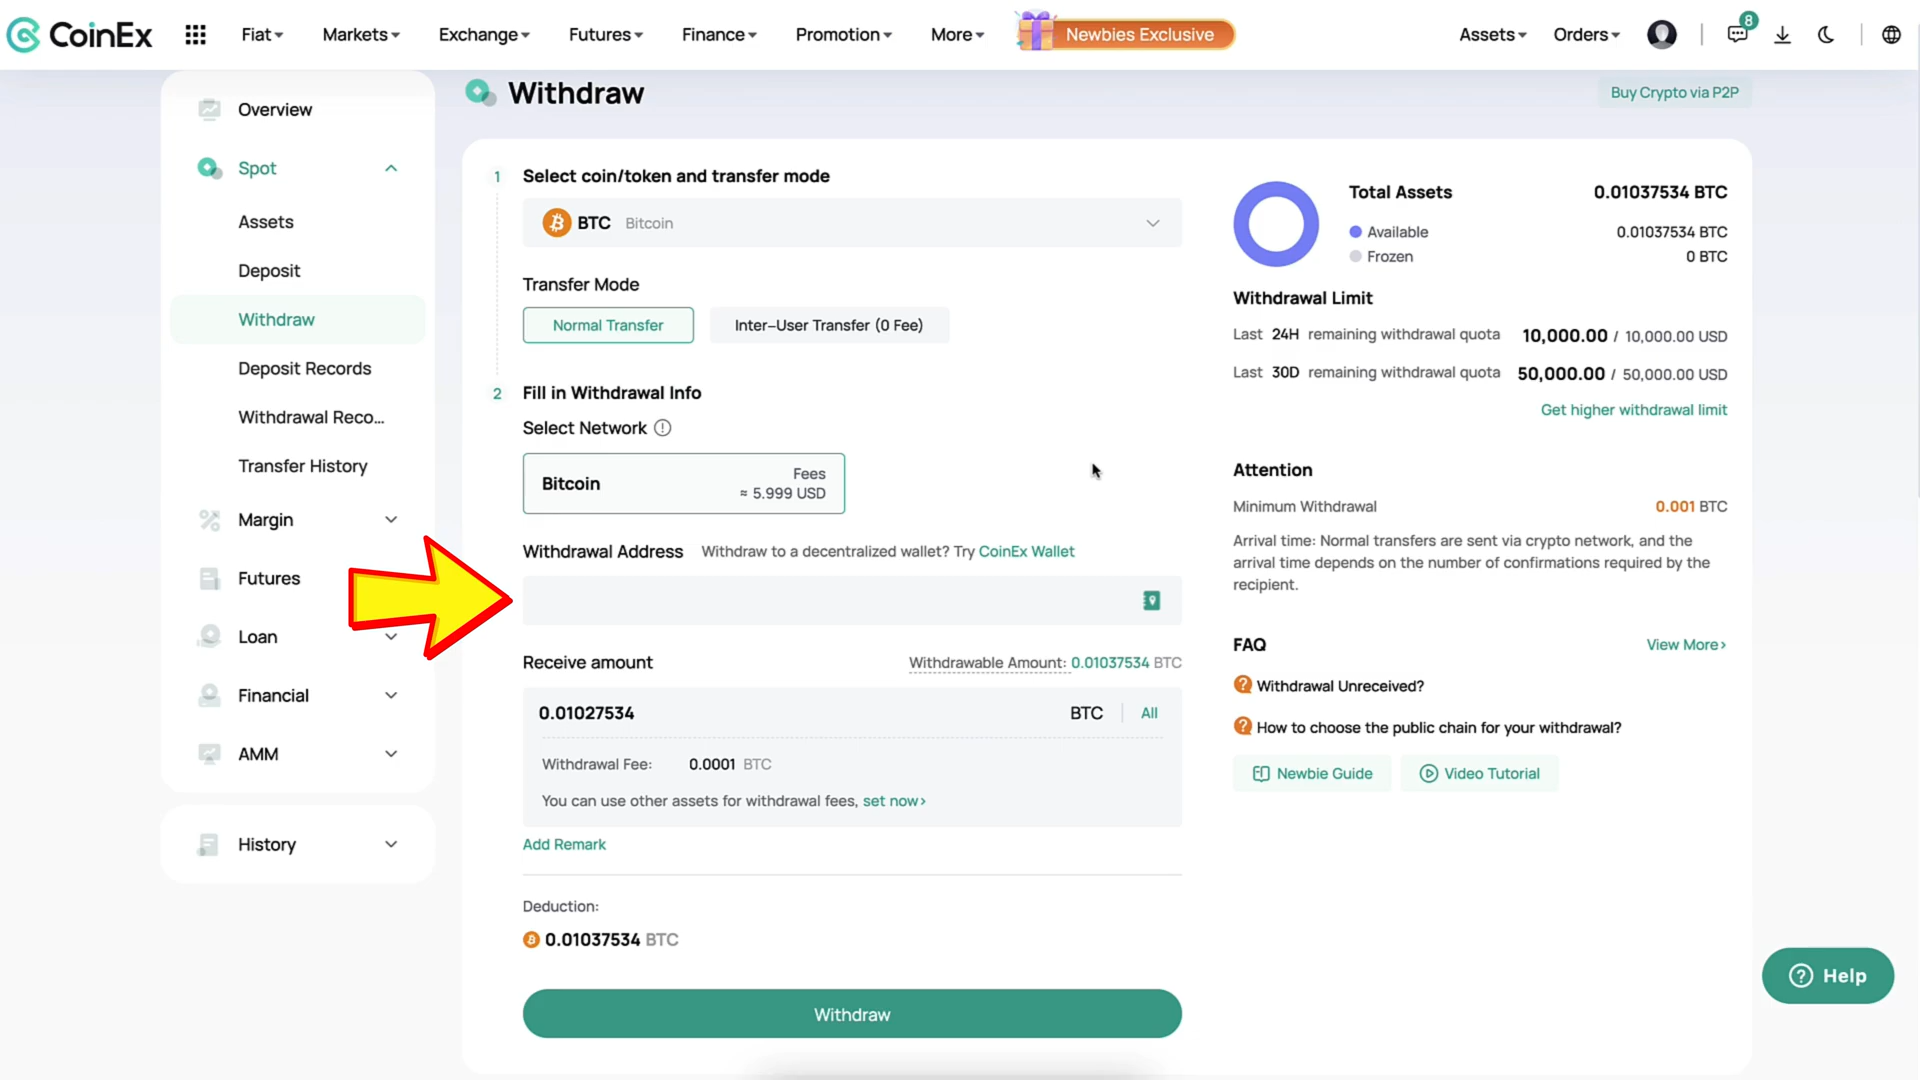 CoinEx
Fiat
Markets
Exchange
Futures
Finance
Promotion
More
Newbies Exclusive
Assets
Orders
8
Overview
Spot
Assets
Deposit
Withdraw
Deposit Records
Withdrawal Reco...
Transfer History
Margin
Futures
Loan
Financial
AMM
History
Withdraw
Buy Crypto via P2P
1 Select coin/token and transfer mode
BTC Bitcoin
Transfer Mode
Normal Transfer
Inter-User Transfer (0 Fee)
2 Fill in Withdrawal Info
Select Network
Bitcoin
Fees
≈ 5.999 USD
Withdrawal Address Withdraw to a decentralized wallet? Try CoinEx Wallet
Receive amount
Withdrawable Amount: 0.01037534 BTC
0.01027534 BTC All
Withdrawal Fee: 0.0001 BTC
You can use other assets for withdrawal fees, set now>
Add Remark
Deduction:
0.01037534 BTC
Withdraw
Total Assets 0.01037534 BTC
Available 0.01037534 BTC
Frozen 0 BTC
Withdrawal Limit
Last 24H remaining withdrawal quota 10,000.00 / 10,000.00 USD
Last 30D remaining withdrawal quota 50,000.00 / 50,000.00 USD
Get higher withdrawal limit
Attention
Minimum Withdrawal 0.001 BTC
Arrival time: Normal transfers are sent via crypto network, and the
arrival time depends on the number of confirmations required by the
recipient.
FAQ View More>
Withdrawal Unreceived?
How to choose the public chain for your withdrawal?
Newbie Guide
Video Tutorial
Help